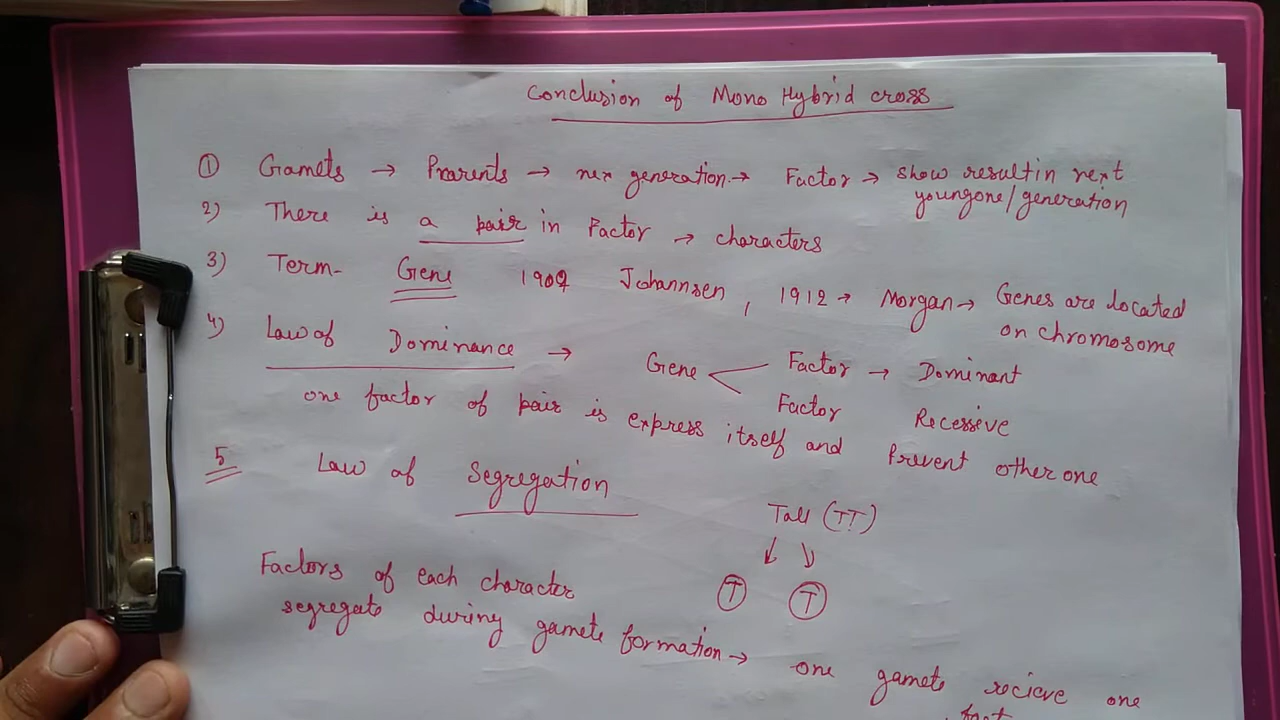 Conclusion of Mono Hybrid cross
① Gamets → Parents → nex generation → Factor → show result in next
youngone/generation
2) There is a pair in Factor → characters
3) Term- Gene 1909 Johannsen, 1912 → Morgan → Genes are located
on chromosome
4) Law of Dominance → Gene Factor → Dominant
Factor Recessive
one factor of pair is express itself and Prevent other one
5 Law of Segregation
Tall (TT)
T T
Factors of each character
segregate during gamete formation → one gamete recieve one